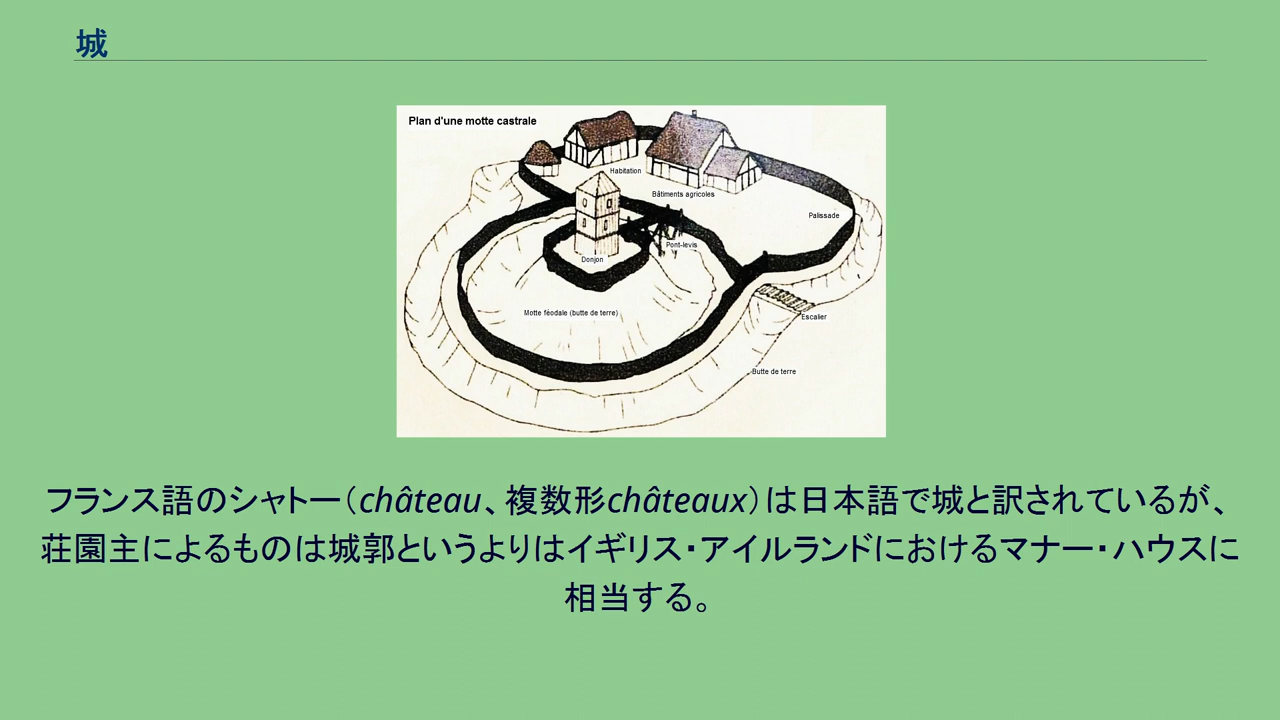 城
Plan d'une motte castrale
Habitation
Bâtiments agricoles
Palissade
Pont-levis
Donjon
Motte féodale (butte de terre)
Escalier
Butte de terre
フランス語のシャトー（château、複数形châteaux）は日本語で城と訳されているが、
荘園主によるものは城郭というよりはイギリス・アイルランドにおけるマナー・ハウスに
相当する。